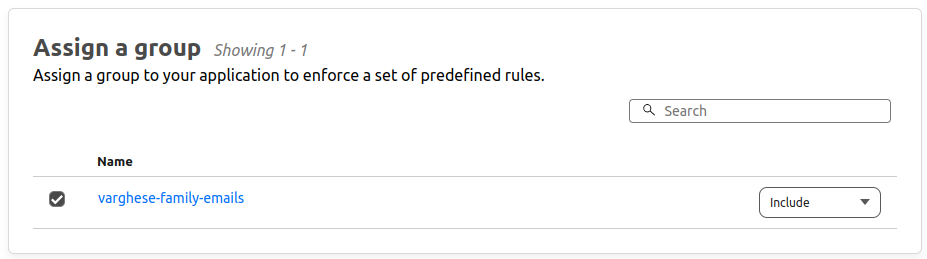 Assign a group Showing 1 - 1
Assign a group to your application to enforce a set of predefined rules.
Search
Name
varghese-family-emails Include